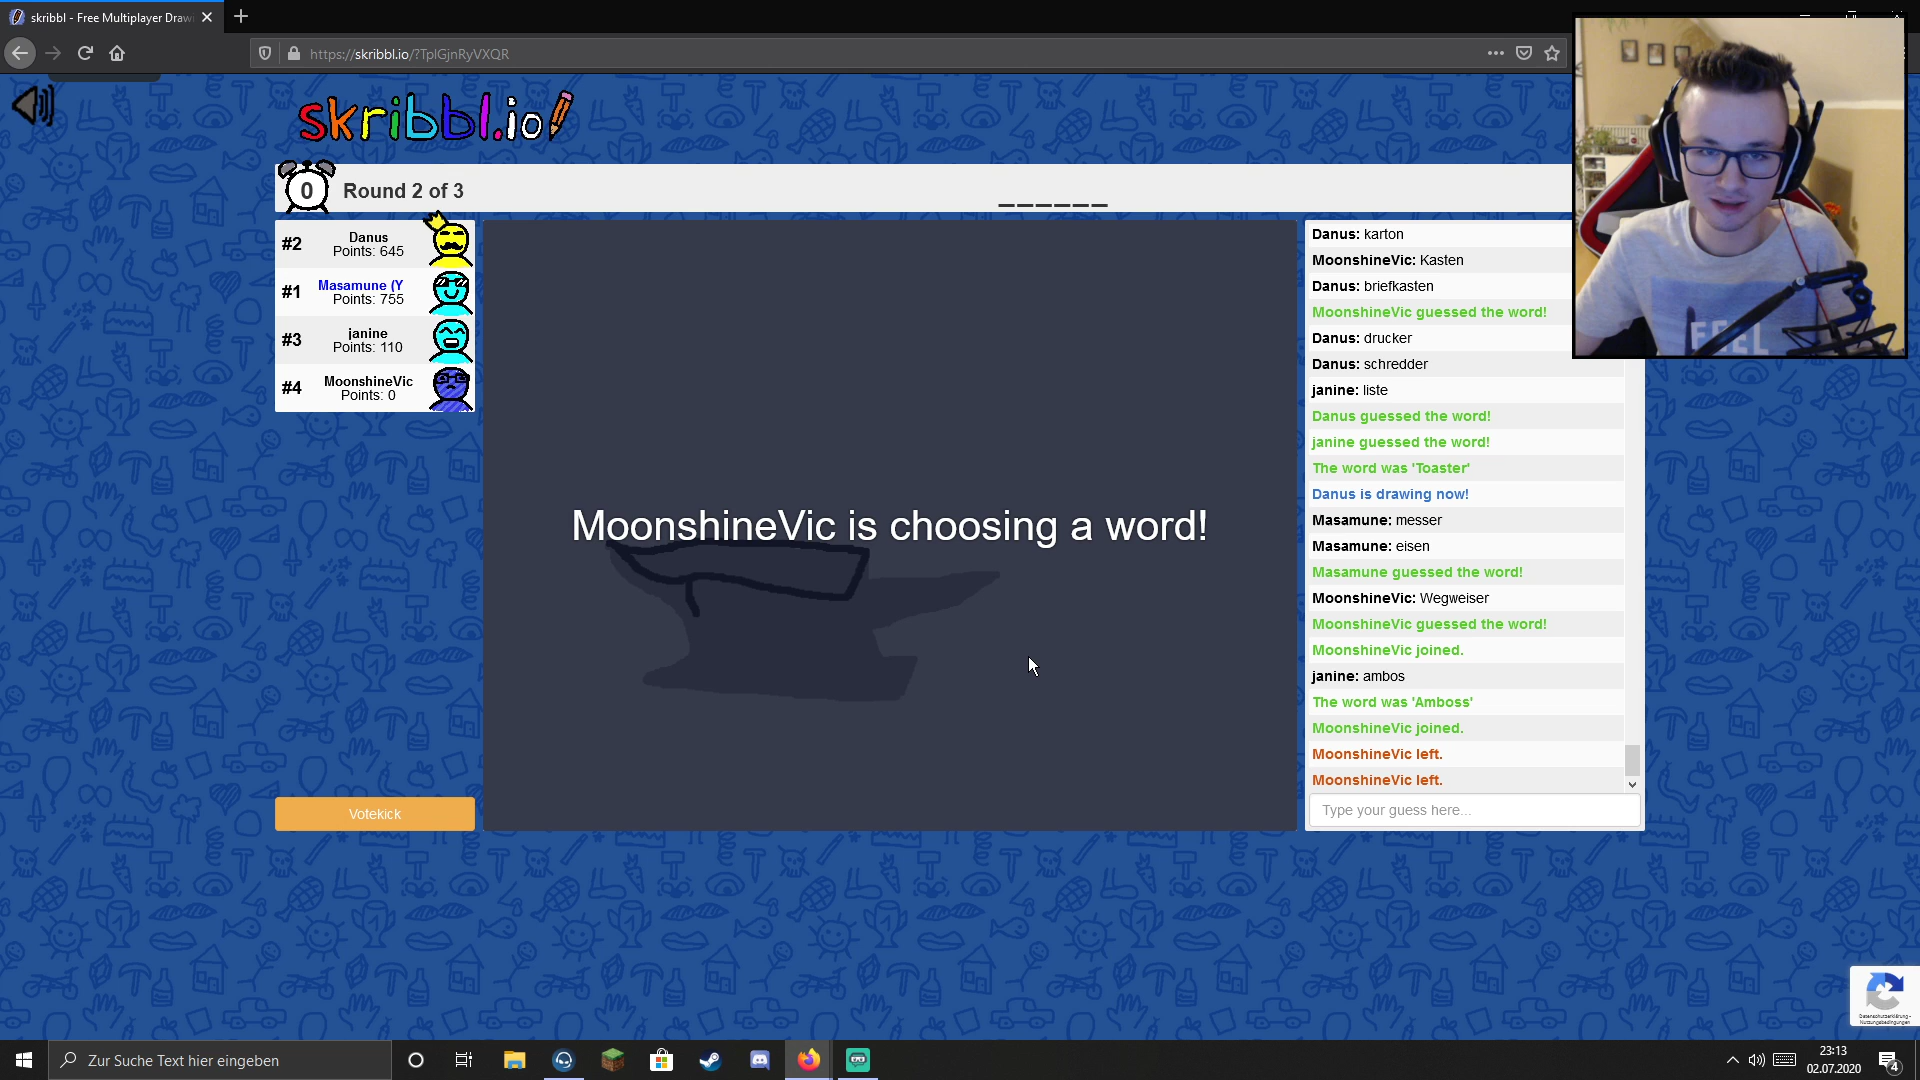 skribbl - Free Multiplayer Draw
https://skribbl.io/?TplGjnRyVXQR
skribbl.io
0
Round 2 of 3
______
#2
Danus
Points: 645
#1
Masamune (Y
Points: 755
#3
janine
Points: 110
#4
MoonshineVic
Points: 0
Votekick
MoonshineVic is choosing a word!
Danus: karton
MoonshineVic: Kasten
Danus: briefkasten
MoonshineVic guessed the word!
Danus: drucker
Danus: schredder
janine: liste
Danus guessed the word!
janine guessed the word!
The word was 'Toaster'
Danus is drawing now!
Masamune: messer
Masamune: eisen
Masamune guessed the word!
MoonshineVic: Wegweiser
MoonshineVic guessed the word!
MoonshineVic joined.
janine: ambos
The word was 'Amboss'
MoonshineVic joined.
MoonshineVic left.
MoonshineVic left.
Type your guess here...
FEEL
Datenschutzerklärung -
Nutzungsbedingungen
Zur Suche Text hier eingeben
23:13
02.07.2020
4